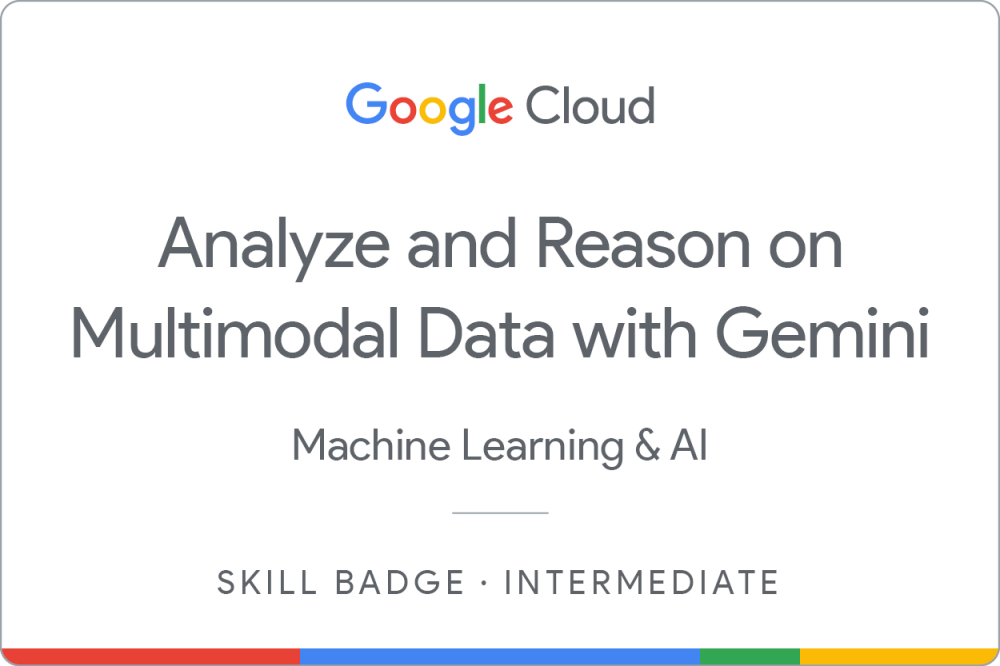 Google Cloud
Analyze and Reason on
Multimodal Data with Gemini
Machine Learning & AI
SKILL BADGE · INTERMEDIATE